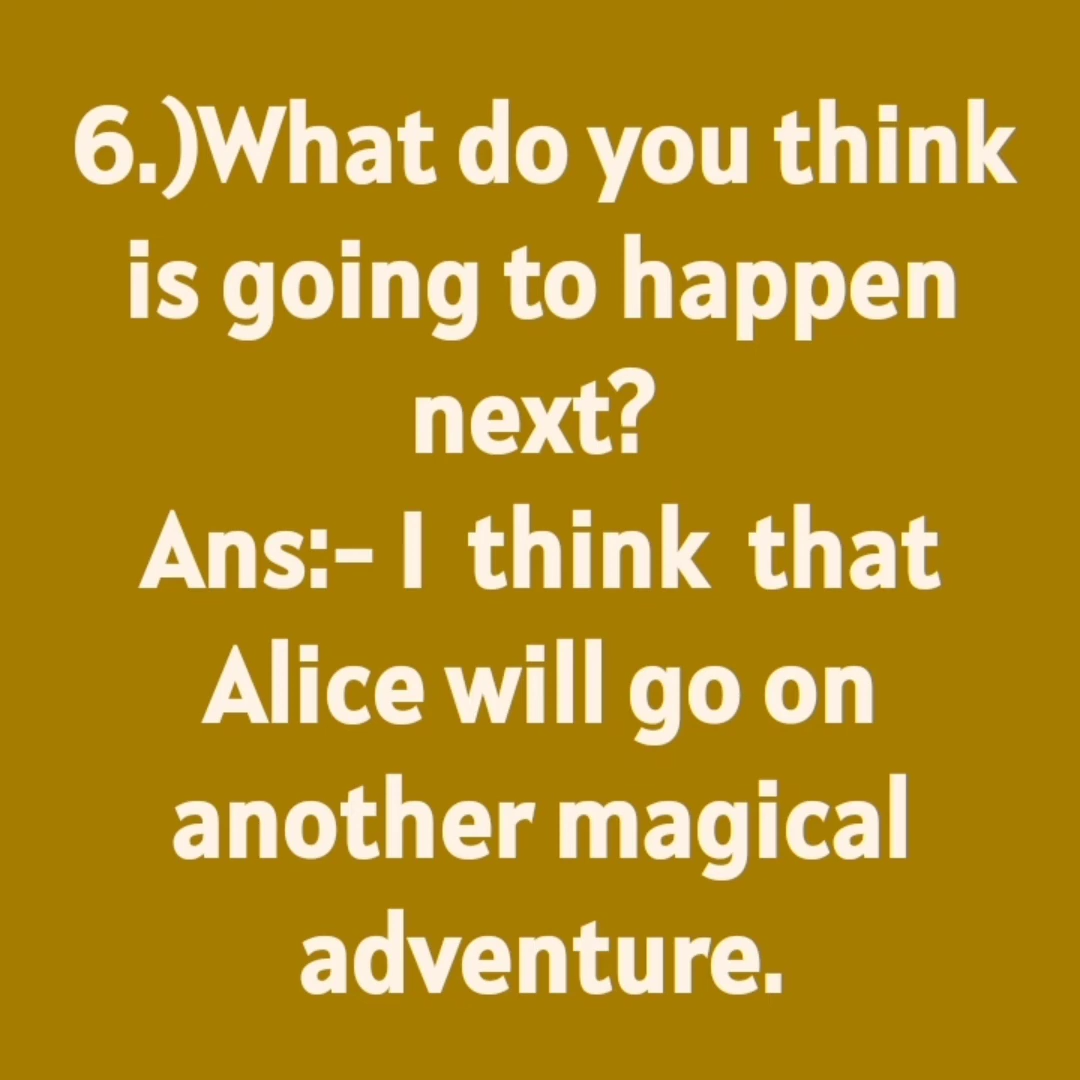 6.)What do you think
is going to happen
next?
Ans:- I think that
Alice will go on
another magical
adventure.